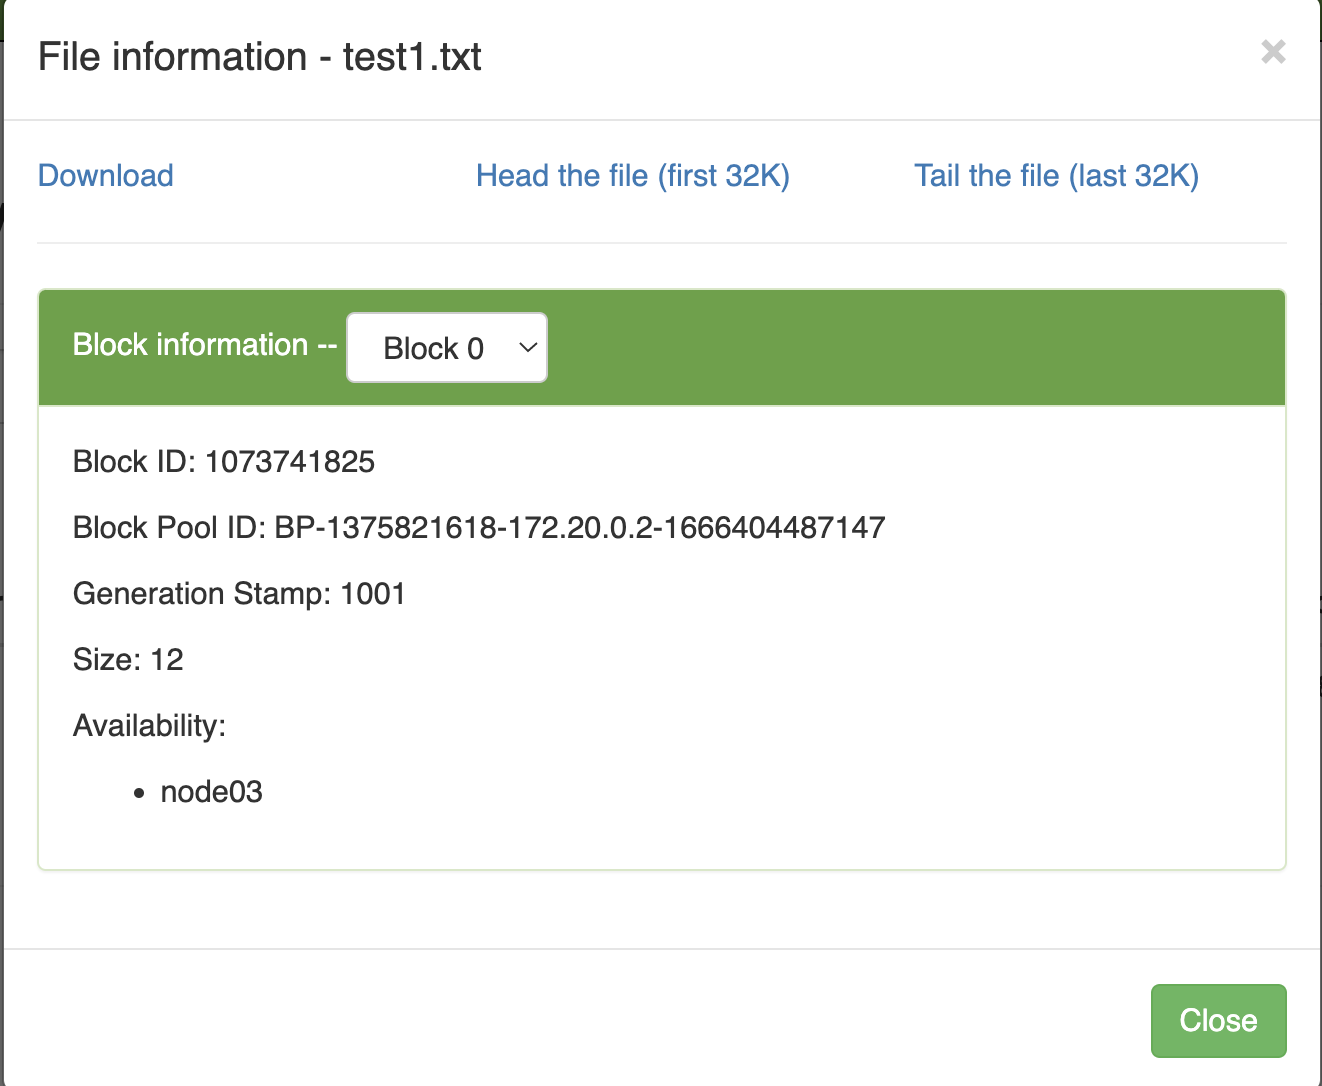 File information - test1.txt
×
Download Head the file (first 32K) Tail the file (last 32K)
Block information -- Block 0
Block ID: 1073741825
Block Pool ID: BP-1375821618-172.20.0.2-1666404487147
Generation Stamp: 1001
Size: 12
Availability:
• node03
Close